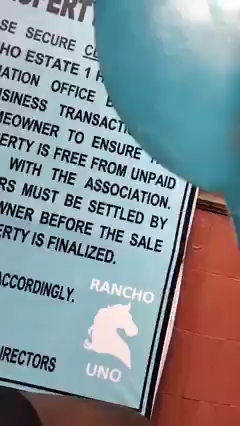 SE SECURE
HO ESTATE 1
ATION OFFICE
SINESS TRANSACTI
MEOWNER TO ENSURE
ERTY IS FREE FROM UNPAID
WITH THE ASSOCIATION.
RS MUST BE SETTLED BY
WNER BEFORE THE SALE
ERTY IS FINALIZED.
ACCORDINGLY.
RANCHO
IRECTORS
UNO